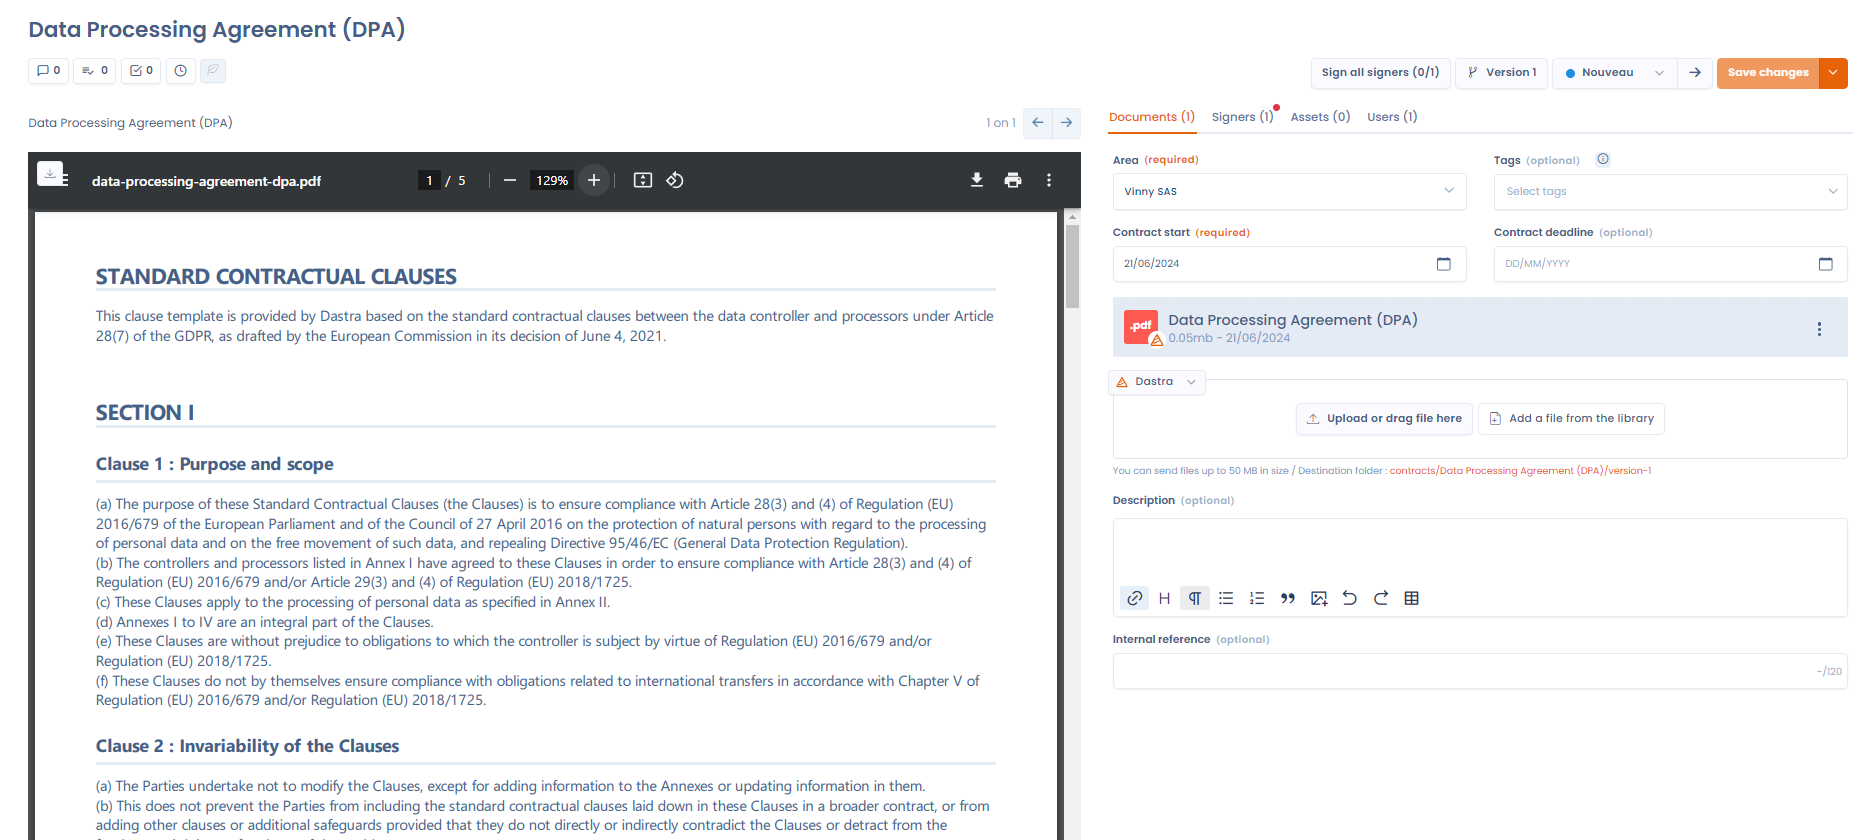 Data Processing Agreement (DPA)
0
0
0
Sign all signers (0/1)
Version 1
Nouveau
Save changes
Data Processing Agreement (DPA)
1 on 1
data-processing-agreement-dpa.pdf
1 / 5
129%
STANDARD CONTRACTUAL CLAUSES
This clause template is provided by Dastra based on the standard contractual clauses between the data controller and processors under Article
28(7) of the GDPR, as drafted by the European Commission in its decision of June 4, 2021.
SECTION I
Clause 1 : Purpose and scope
(a) The purpose of these Standard Contractual Clauses (the Clauses) is to ensure compliance with Article 28(3) and (4) of Regulation (EU)
2016/679 of the European Parliament and of the Council of 27 April 2016 on the protection of natural persons with regard to the processing
of personal data and on the free movement of such data, and repealing Directive 95/46/EC (General Data Protection Regulation).
(b) The controllers and processors listed in Annex I have agreed to these Clauses in order to ensure compliance with Article 28(3) and (4) of
Regulation (EU) 2016/679 and/or Article 29(3) and (4) of Regulation (EU) 2018/1725.
(c) These Clauses apply to the processing of personal data as specified in Annex II.
(d) Annexes I to IV are an integral part of the Clauses.
(e) These Clauses are without prejudice to obligations to which the controller is subject by virtue of Regulation (EU) 2016/679 and/or
Regulation (EU) 2018/1725.
(f) These Clauses do not by themselves ensure compliance with obligations related to international transfers in accordance with Chapter V of
Regulation (EU) 2016/679 and/or Regulation (EU) 2018/1725.
Clause 2 : Invariability of the Clauses
(a) The Parties undertake not to modify the Clauses, except for adding information to the Annexes or updating information in them.
(b) This does not prevent the Parties from including the standard contractual clauses laid down in these Clauses in a broader contract, or from
adding other clauses or additional safeguards provided that they do not directly or indirectly contradict the Clauses or detract from the
Documents (1)
Signers (1)
Assets (0)
Users (1)
Area (required)
Vinny SAS
Tags (optional)
Select tags
Contract start (required)
21/06/2024
Contract deadline (optional)
DD/MM/YYYY
.pdf
Data Processing Agreement (DPA)
0.05mb - 21/06/2024
Dastra
Upload or drag file here
Add a file from the library
You can send files up to 50 MB in size / Destination folder : contracts/Data Processing Agreement (DPA)/version-1
Description (optional)
H
Internal reference (optional)
-/120